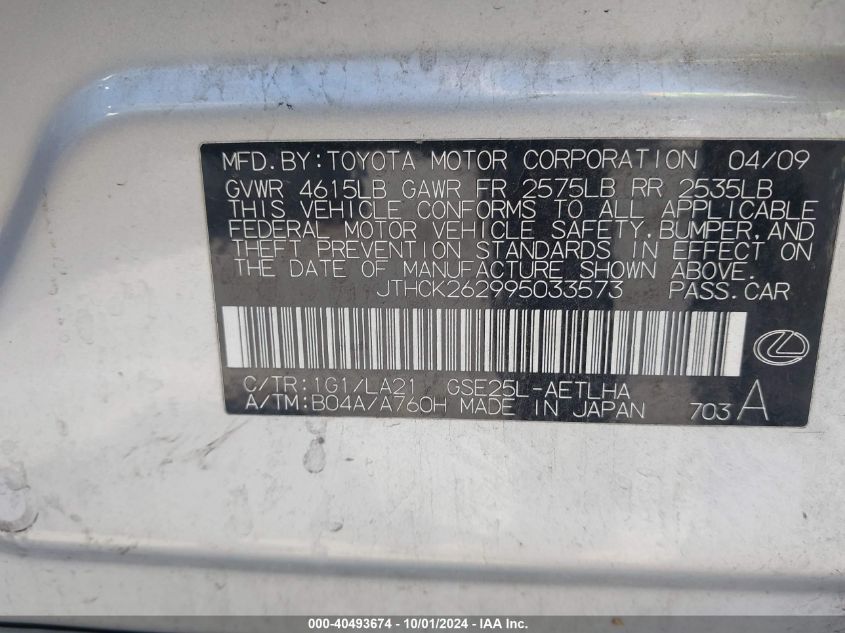 MFD.BY:TOYOTA MOTOR CORPORATION 04/09
GVWR 4615LB GAWR FR 2575LB RR 2535LB
THIS VEHICLE CONFORMS TO ALL APPLICABLE
FEDERAL MOTOR VEHICLE SAFETY,BUMPER,AND
THEFT PREVENTION STANDARDS IN EFFECT ON
THE DATE OF MANUFACTURE SHOWN ABOVE.
JTHCK262995033573 PASS.CAR
C/TR:1G1/LA21 GSE25L-AETLHA
A/TM:B04A/A760H MADE IN JAPAN 703 A
000-40493674 - 10/01/2024 - IAA Inc.